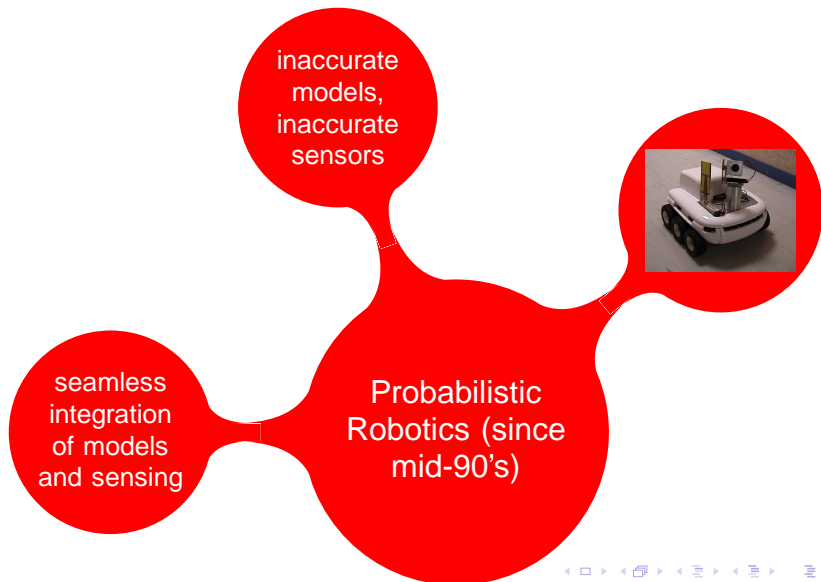 inaccurate
models,
inaccurate
sensors
seamless
integration
of models
and sensing
Probabilistic
Robotics (since
mid-90's)